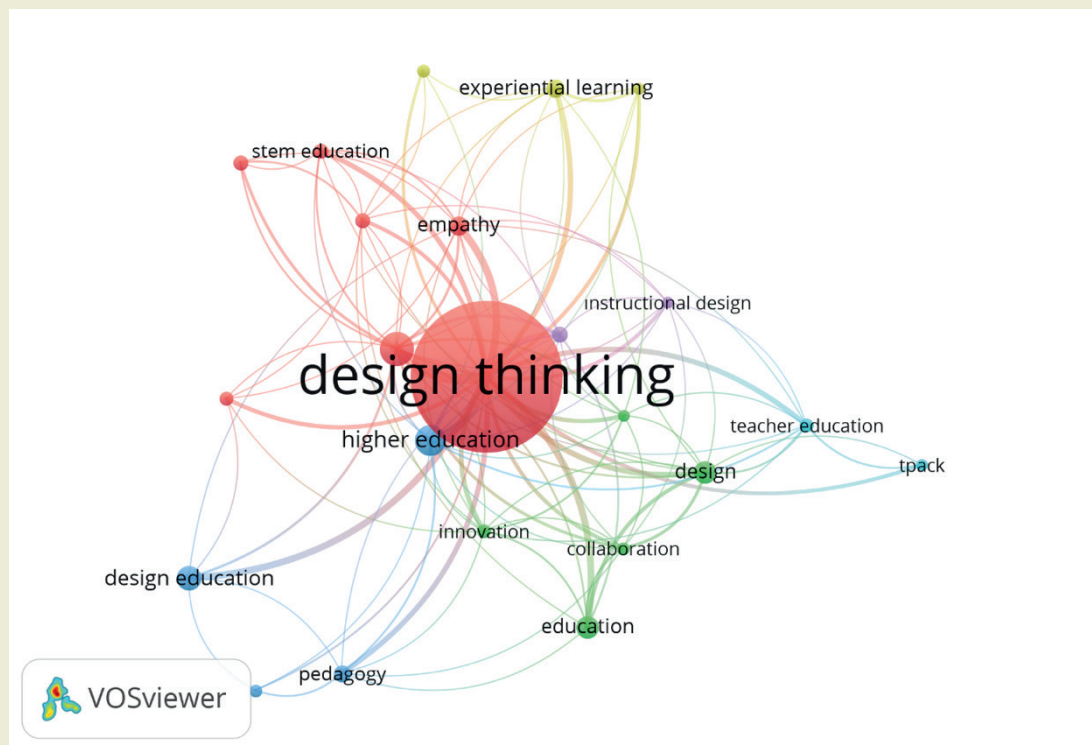 experiential learning
stem education
empathy
instructional design
design thinking
teacher education
higher education
tpack
design
innovation
collaboration
design education
education
pedagogy
VOSviewer